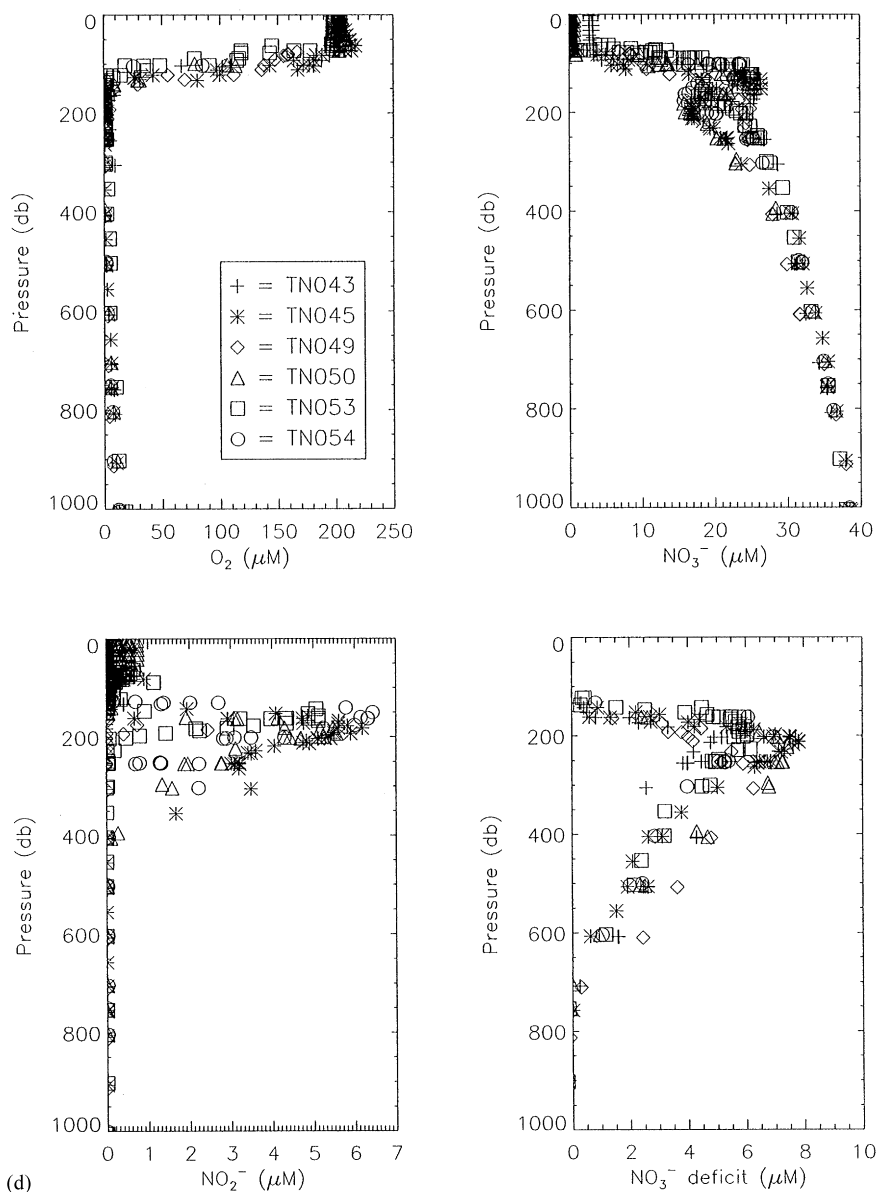 0
200
400
600
800
1000
Pressure (db)
+ = TN043
∗ = TN045
◇ = TN049
△ = TN050
□ = TN053
○ = TN054
0 50 100 150 200 250
O₂ (μM)
0
200
400
600
800
1000
Pressure (db)
0 10 20 30 40
NO₃⁻ (μM)
0
200
400
600
800
1000
Pressure (db)
0 1 2 3 4 5 6 7
NO₂⁻ (μM)
0
200
400
600
800
1000
Pressure (db)
0 2 4 6 8 10
NO₃⁻ deficit (μM)
(d)